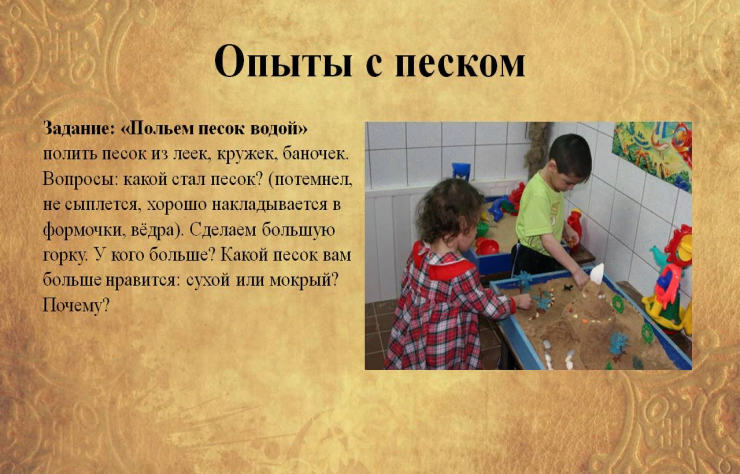 Опыты с песком
Задание: «Польем песок водой»
полить песок из леек, кружек, баночек.
Вопросы: какой стал песок? (потемнел,
не сыплется, хорошо накладывается в
формочки, вёдра). Сделаем большую
горку. У кого больше? Какой песок вам
больше нравится: сухой или мокрый?
Почему?